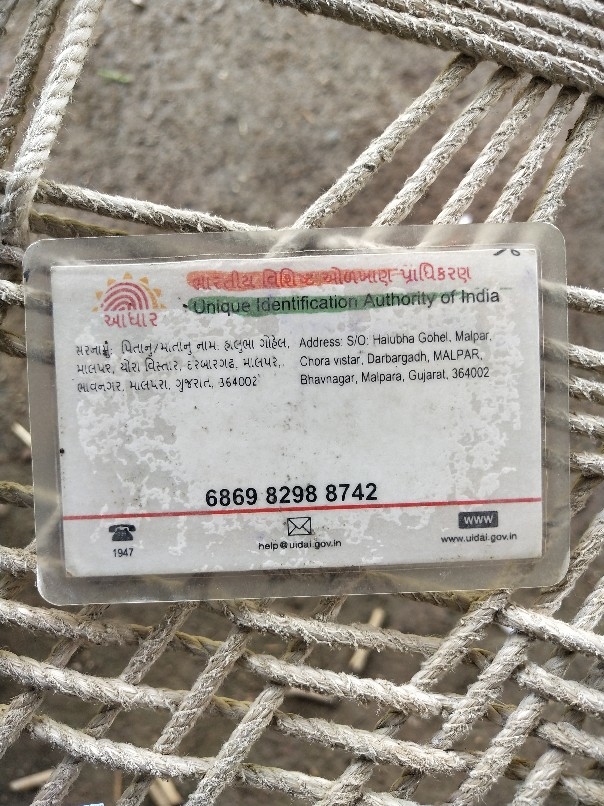 ભારતીય વિશિષ્ટ ઓળખાણ પ્રાધિકરણ
Unique Identification Authority of India
આધાર
સરનામું: પિતાનુ/માતાનુ નામ: હાલુભા ગોહેલ,
માલપર, ચોરા વિસ્તાર, દરબારગઢ, માલપર,
ભાવનગર, માલપરા, ગુજરાત, 364002
Address: S/O: Halubha Gohel, Malpar,
Chora vistar, Darbargadh, MALPAR,
Bhavnagar, Malpara, Gujarat, 364002
6869 8298 8742
1947
help@uidai.gov.in
www
www.uidai.gov.in